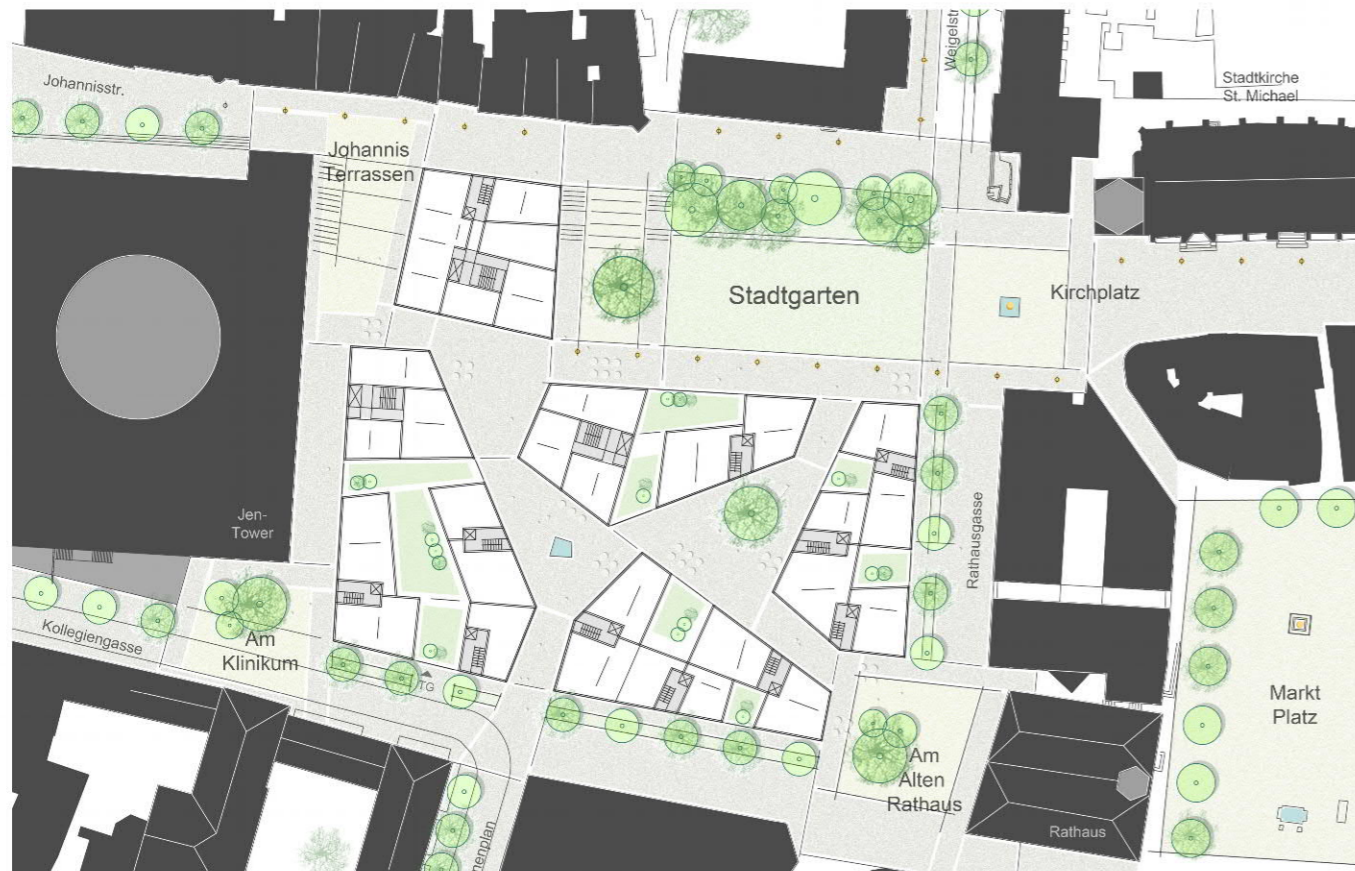 Johannisstr.
Weigelstr
Stadtkirche
St. Michael
Johannis
Terrassen
Stadtgarten
Kirchplatz
Jen-
Tower
Rathausgasse
Kollegiengasse
Am
Klinikum
TG
Markt
Platz
Am
Alten
Rathaus
Rathaus
nenplan